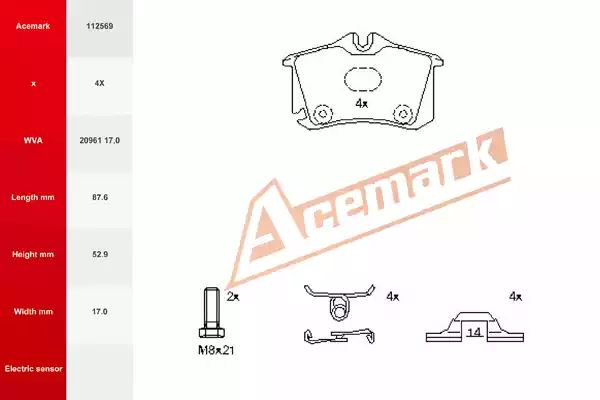 Acemark 112569
x 4X
WVA 20961 17.0
Length mm 87.6
Height mm 52.9
Width mm 17.0
Electric sensor
4x
Acemark
2x
M8x21
4x
4x
14